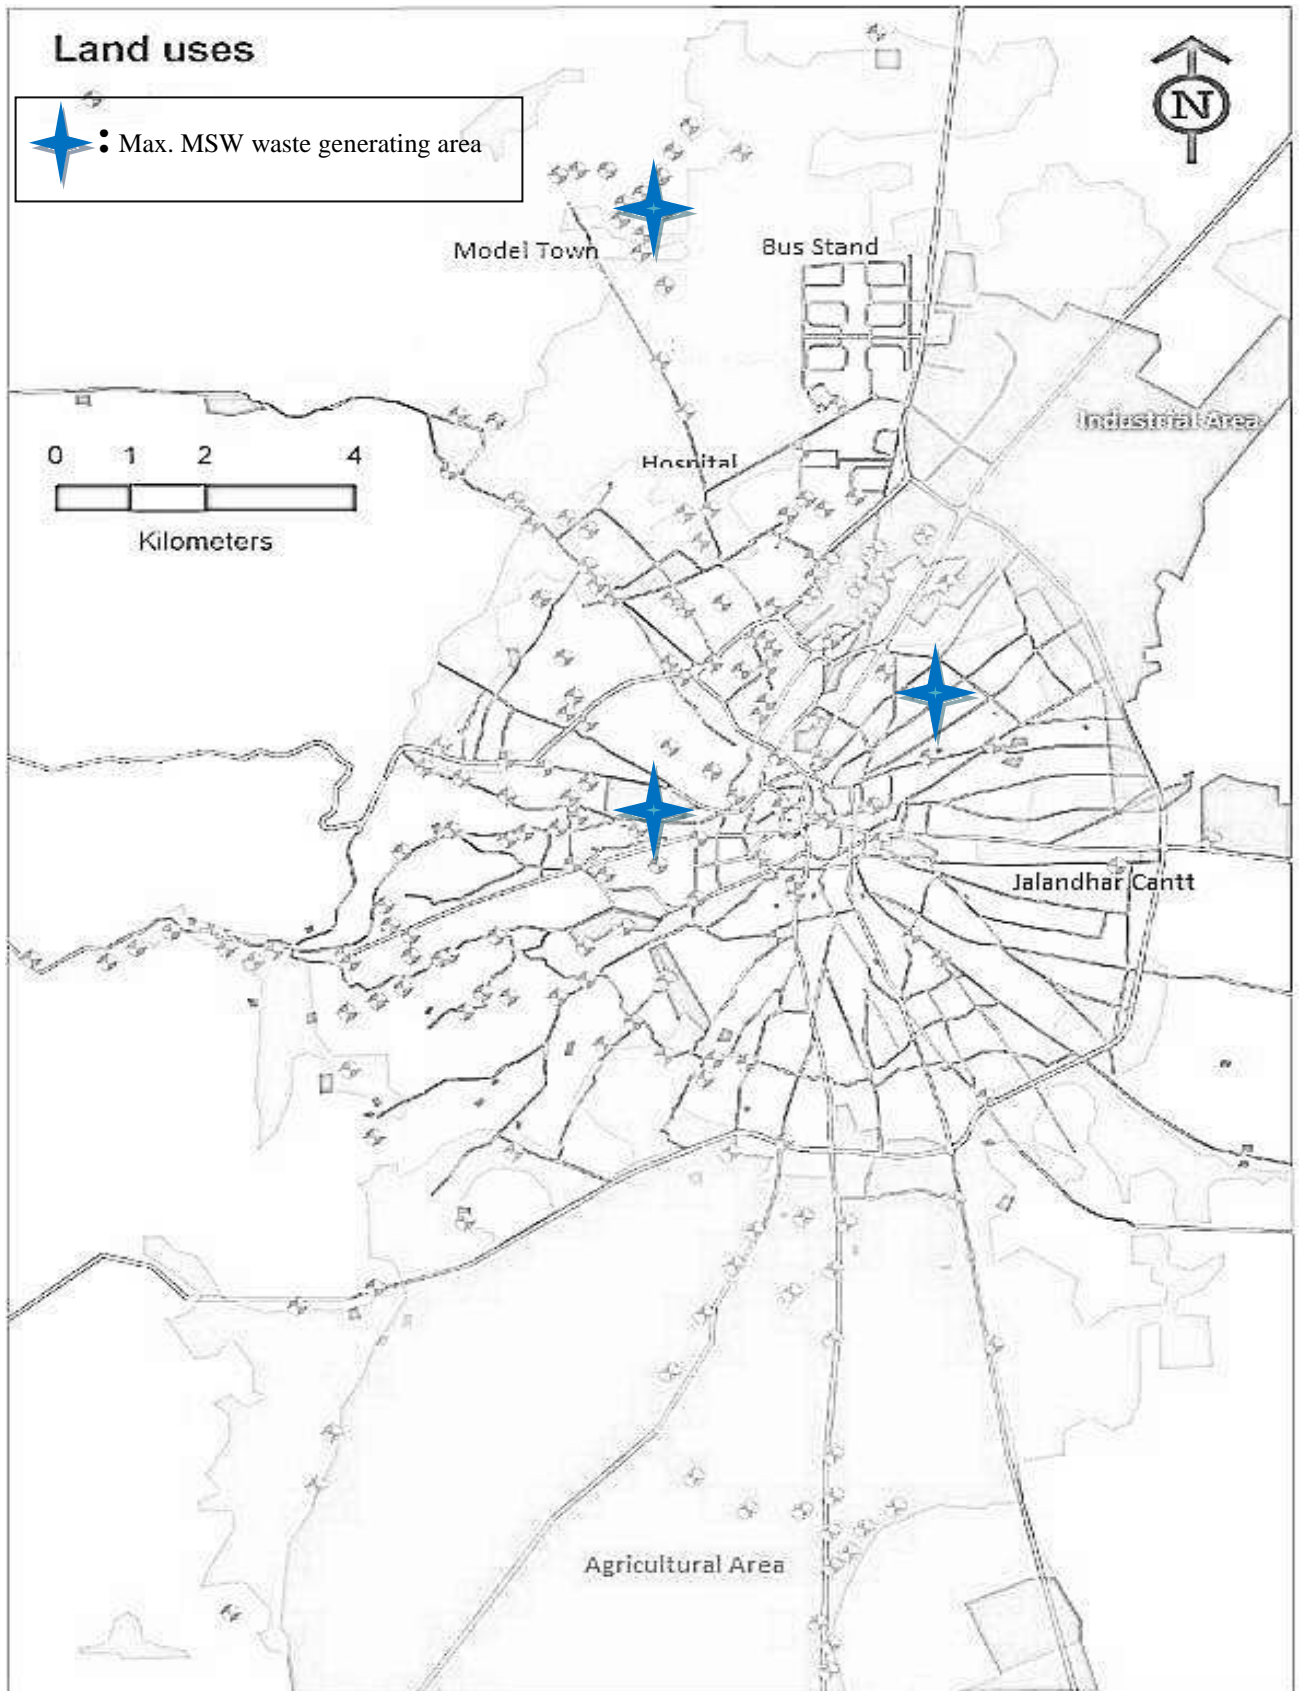 Land uses
N
: Max. MSW waste generating area
Model Town
Bus Stand
Industrial Area
0 1 2 4
Hospital
Kilometers
Jalandhar Cantt
Agricultural Area